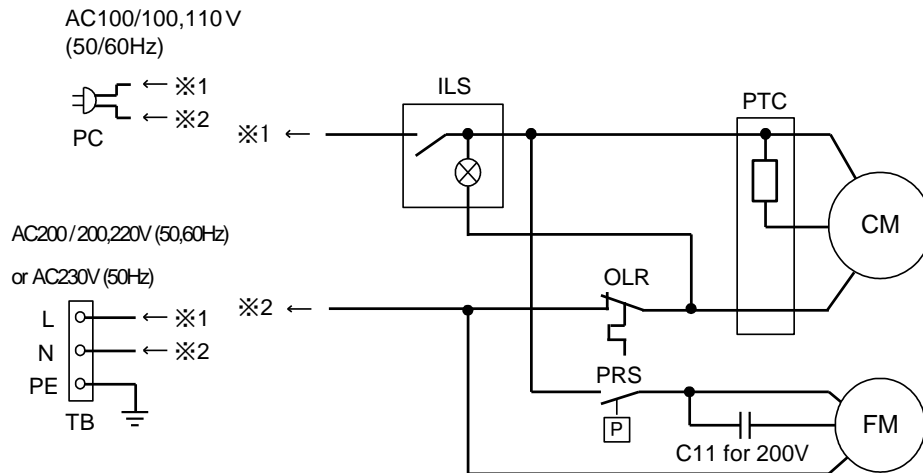 AC100/100,110 V
(50/60Hz)
← ※1
← ※2
PC
AC200 / 200,220V (50,60Hz)
or AC230V (50Hz)
L ← ※1
N ← ※2
PE
TB
※1 ←
ILS
PTC
CM
※2 ←
OLR
PRS
P
C11 for 200V
FM